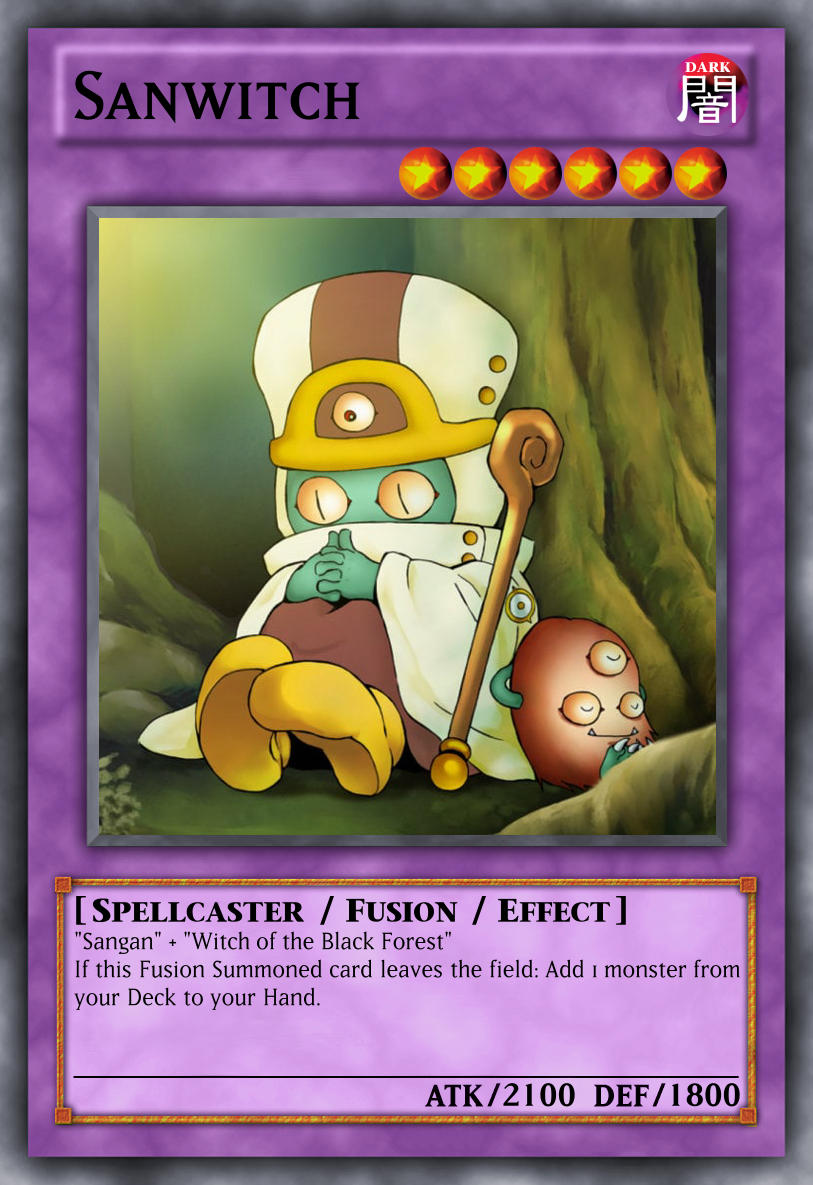 Sanwitch
DARK
闇
[ Spellcaster / Fusion / Effect ]
"Sangan" + "Witch of the Black Forest"
If this Fusion Summoned card leaves the field: Add 1 monster from
your Deck to your Hand.
ATK/2100 DEF/1800